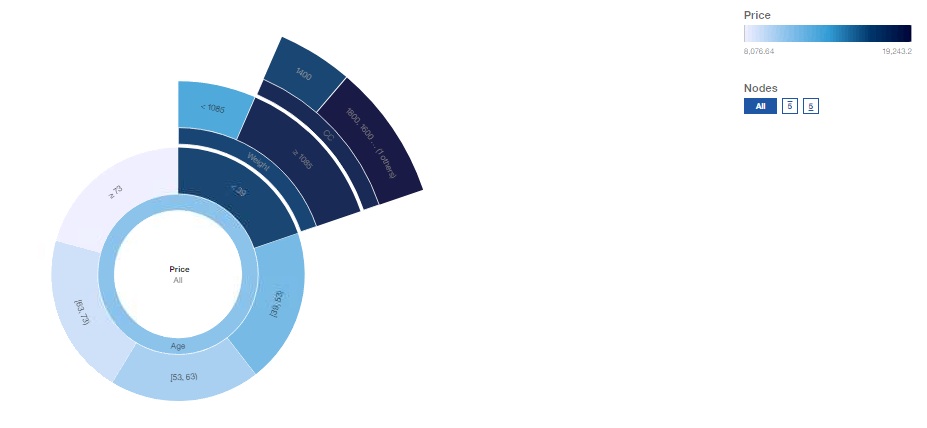 Price
8,076.64 19,243.2
Nodes
All 5 5
1400
< 1085
CC
1800, 1600 ... (1 others)
Weight
≥ 1085
≥ 73
< 39
Price
All
[63, 73)
[39, 53)
Age
[53, 63)